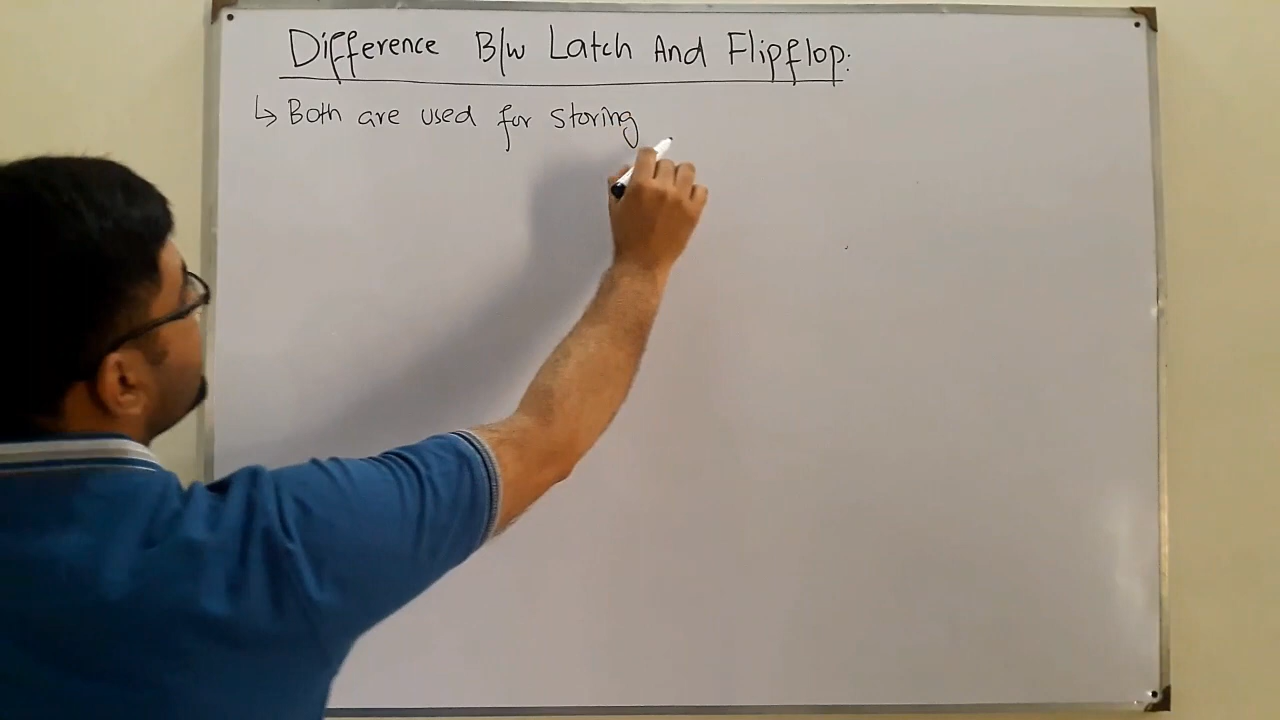 Difference B/w Latch And Flipflop:
↳ Both are used for storing